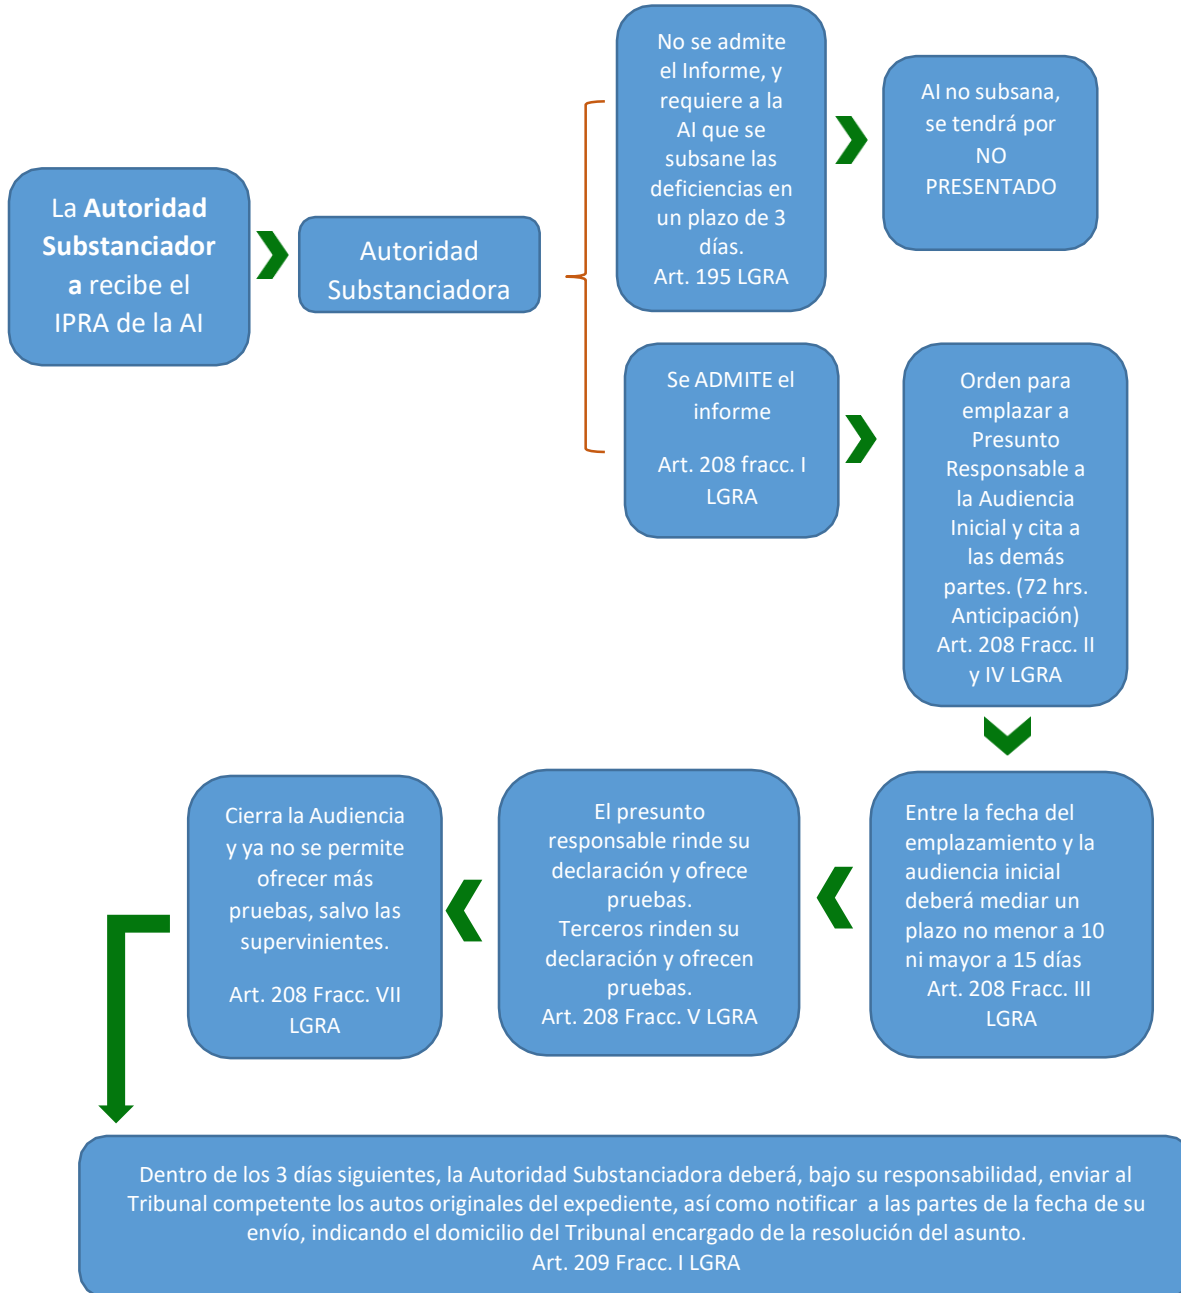 La Autoridad
Substanciador
a recibe el
IPRA de la AI
Autoridad
Substanciadora
No se admite
el Informe, y
requiere a la
AI que se
subsane las
deficiencias en
un plazo de 3
días.
Art. 195 LGRA
AI no subsana,
se tendrá por
NO
PRESENTADO
Se ADMITE el
informe
Art. 208 fracc. I
LGRA
Orden para
emplazar a
Presunto
Responsable a
la Audiencia
Inicial y cita a
las demás
partes. (72 hrs.
Anticipación)
Art. 208 Fracc. II
y IV LGRA
Entre la fecha del
emplazamiento y la
audiencia inicial
deberá mediar un
plazo no menor a 10
ni mayor a 15 días
Art. 208 Fracc. III
LGRA
El presunto
responsable rinde su
declaración y ofrece
pruebas.
Terceros rinden su
declaración y ofrecen
pruebas.
Art. 208 Fracc. V LGRA
Cierra la Audiencia
y ya no se permite
ofrecer más
pruebas, salvo las
supervinientes.
Art. 208 Fracc. VII
LGRA
Dentro de los 3 días siguientes, la Autoridad Substanciadora deberá, bajo su responsabilidad, enviar al
Tribunal competente los autos originales del expediente, así como notificar a las partes de la fecha de su
envío, indicando el domicilio del Tribunal encargado de la resolución del asunto.
Art. 209 Fracc. I LGRA